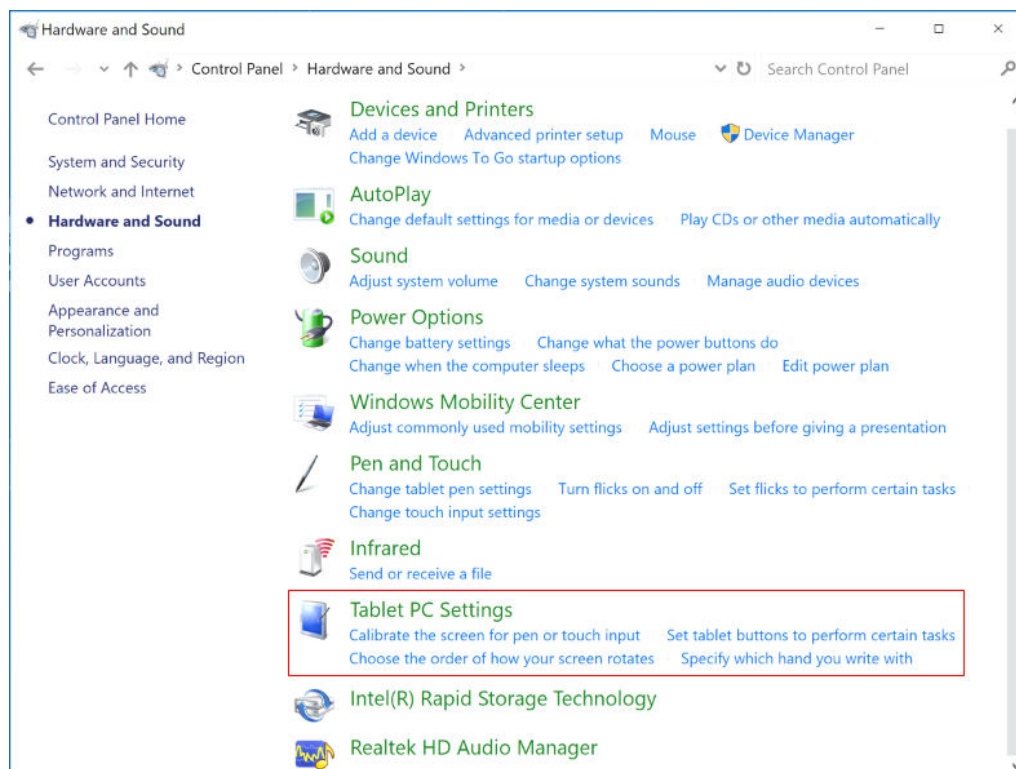 Hardware and Sound
Control Panel > Hardware and Sound >
Search Control Panel
Control Panel Home
System and Security
Network and Internet
Hardware and Sound
Programs
User Accounts
Appearance and
Personalization
Clock, Language, and Region
Ease of Access
Devices and Printers
Add a device Advanced printer setup Mouse Device Manager
Change Windows To Go startup options
AutoPlay
Change default settings for media or devices Play CDs or other media automatically
Sound
Adjust system volume Change system sounds Manage audio devices
Power Options
Change battery settings Change what the power buttons do
Change when the computer sleeps Choose a power plan Edit power plan
Windows Mobility Center
Adjust commonly used mobility settings Adjust settings before giving a presentation
Pen and Touch
Change tablet pen settings Turn flicks on and off Set flicks to perform certain tasks
Change touch input settings
Infrared
Send or receive a file
Tablet PC Settings
Calibrate the screen for pen or touch input Set tablet buttons to perform certain tasks
Choose the order of how your screen rotates Specify which hand you write with
Intel(R) Rapid Storage Technology
Realtek HD Audio Manager